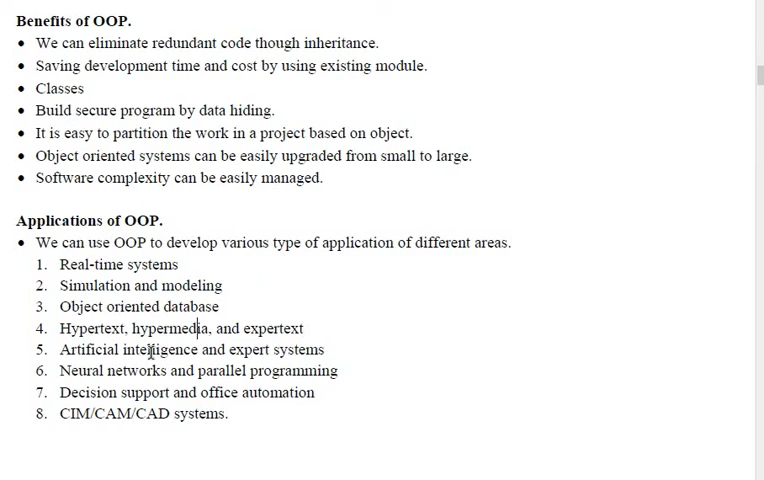 Benefits of OOP.
• We can eliminate redundant code though inheritance.
• Saving development time and cost by using existing module.
• Classes
• Build secure program by data hiding.
• It is easy to partition the work in a project based on object.
• Object oriented systems can be easily upgraded from small to large.
• Software complexity can be easily managed.
Applications of OOP.
• We can use OOP to develop various type of application of different areas.
1. Real-time systems
2. Simulation and modeling
3. Object oriented database
4. Hypertext, hypermedia, and expertext
5. Artificial intelligence and expert systems
6. Neural networks and parallel programming
7. Decision support and office automation
8. CIM/CAM/CAD systems.